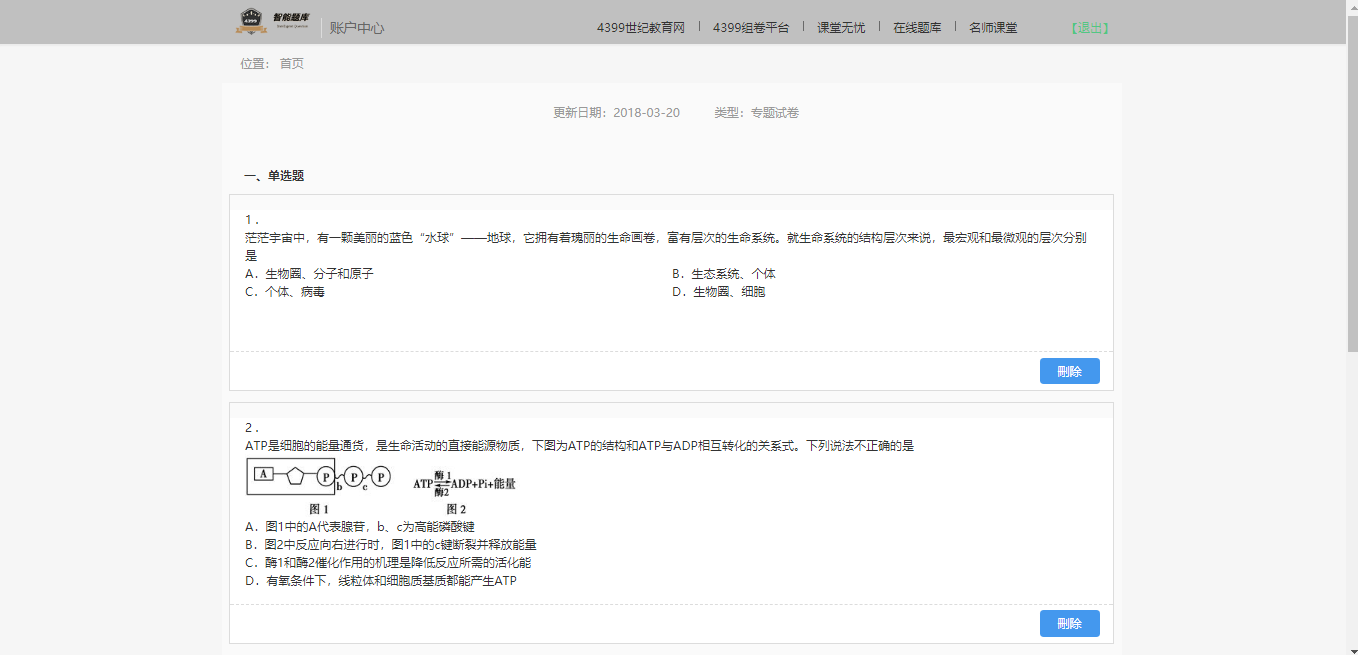 4399
智能题库
账户中心
4399世纪教育网
4399组卷平台
课堂无忧
在线题库
名师课堂
【退出】
位置： 首页
更新日期：2018-03-20 类型：专题试卷
一、单选题
1．
茫茫宇宙中，有一颗美丽的蓝色“水球”——地球，它拥有着瑰丽的生命画卷，富有层次的生命系统。就生命系统的结构层次来说，最宏观和最微观的层次分别
是
A．生物圈、分子和原子 B．生态系统、个体
C．个体、病毒 D．生物圈、细胞
刪除
2．
ATP是细胞的能量通货，是生命活动的直接能源物质，下图为ATP的结构和ATP与ADP相互转化的关系式。下列说法不正确的是
A P P P
b c
酶1
ATP⇌ADP+Pi+能量
酶2
图 1 图 2
A．图1中的A代表腺苷，b、c为高能磷酸键
B．图2中反应向右进行时，图1中的c键断裂并释放能量
C．酶1和酶2催化作用的机理是降低反应所需的活化能
D．有氧条件下，线粒体和细胞质基质都能产生ATP
刪除